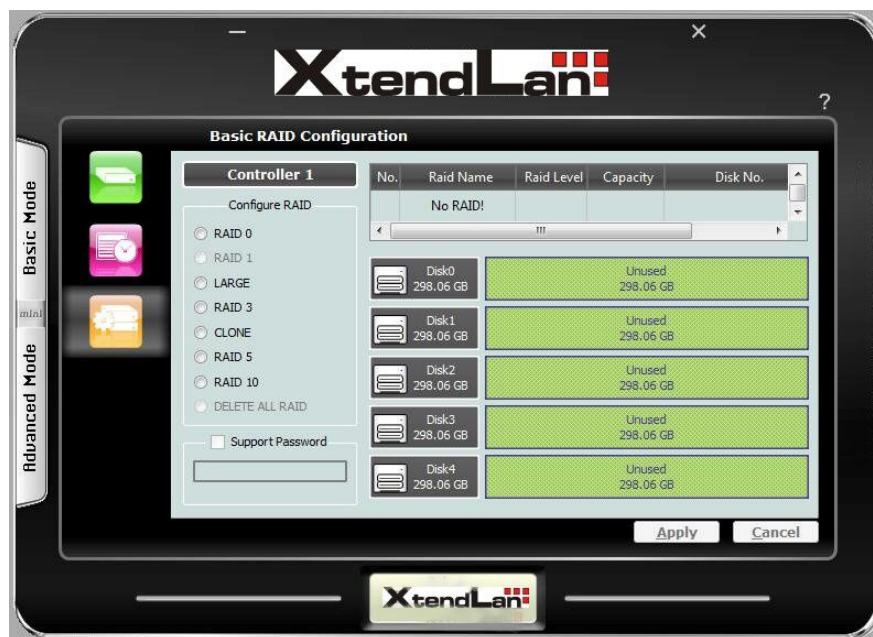 XtendLan
?
Basic RAID Configuration
Basic Mode
mini
Advanced Mode
Controller 1
Configure RAID
RAID 0
RAID 1
LARGE
RAID 3
CLONE
RAID 5
RAID 10
DELETE ALL RAID
Support Password
No. Raid Name Raid Level Capacity Disk No.
No RAID!
Disk0
298.06 GB
Unused
298.06 GB
Disk1
298.06 GB
Unused
298.06 GB
Disk2
298.06 GB
Unused
298.06 GB
Disk3
298.06 GB
Unused
298.06 GB
Disk4
298.06 GB
Unused
298.06 GB
Apply Cancel
XtendLan